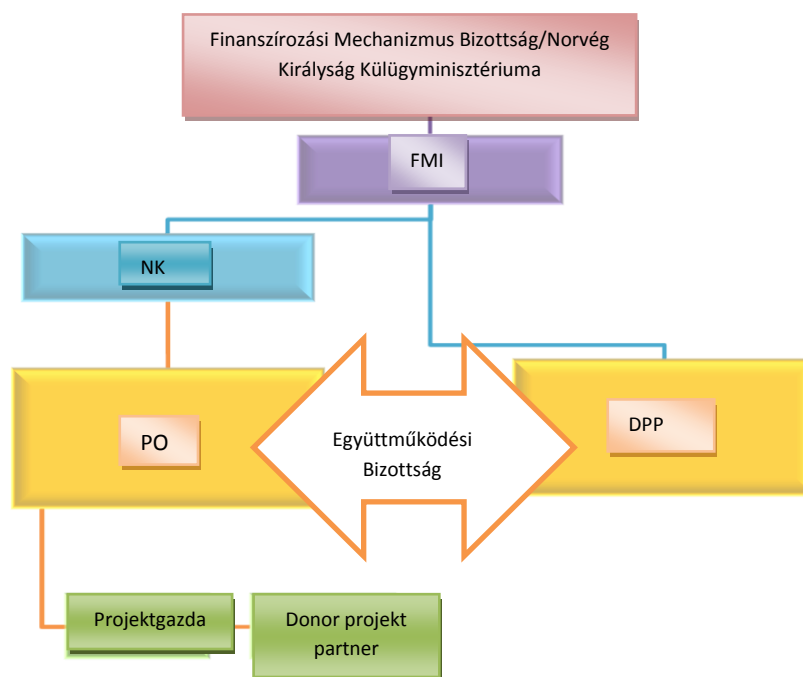 Finanszírozási Mechanizmus Bizottság/Norvég
Királyság Külügyminisztériuma
FMI
NK
PO
Együttműködési
Bizottság
DPP
Projektgazda
Donor projekt
partner